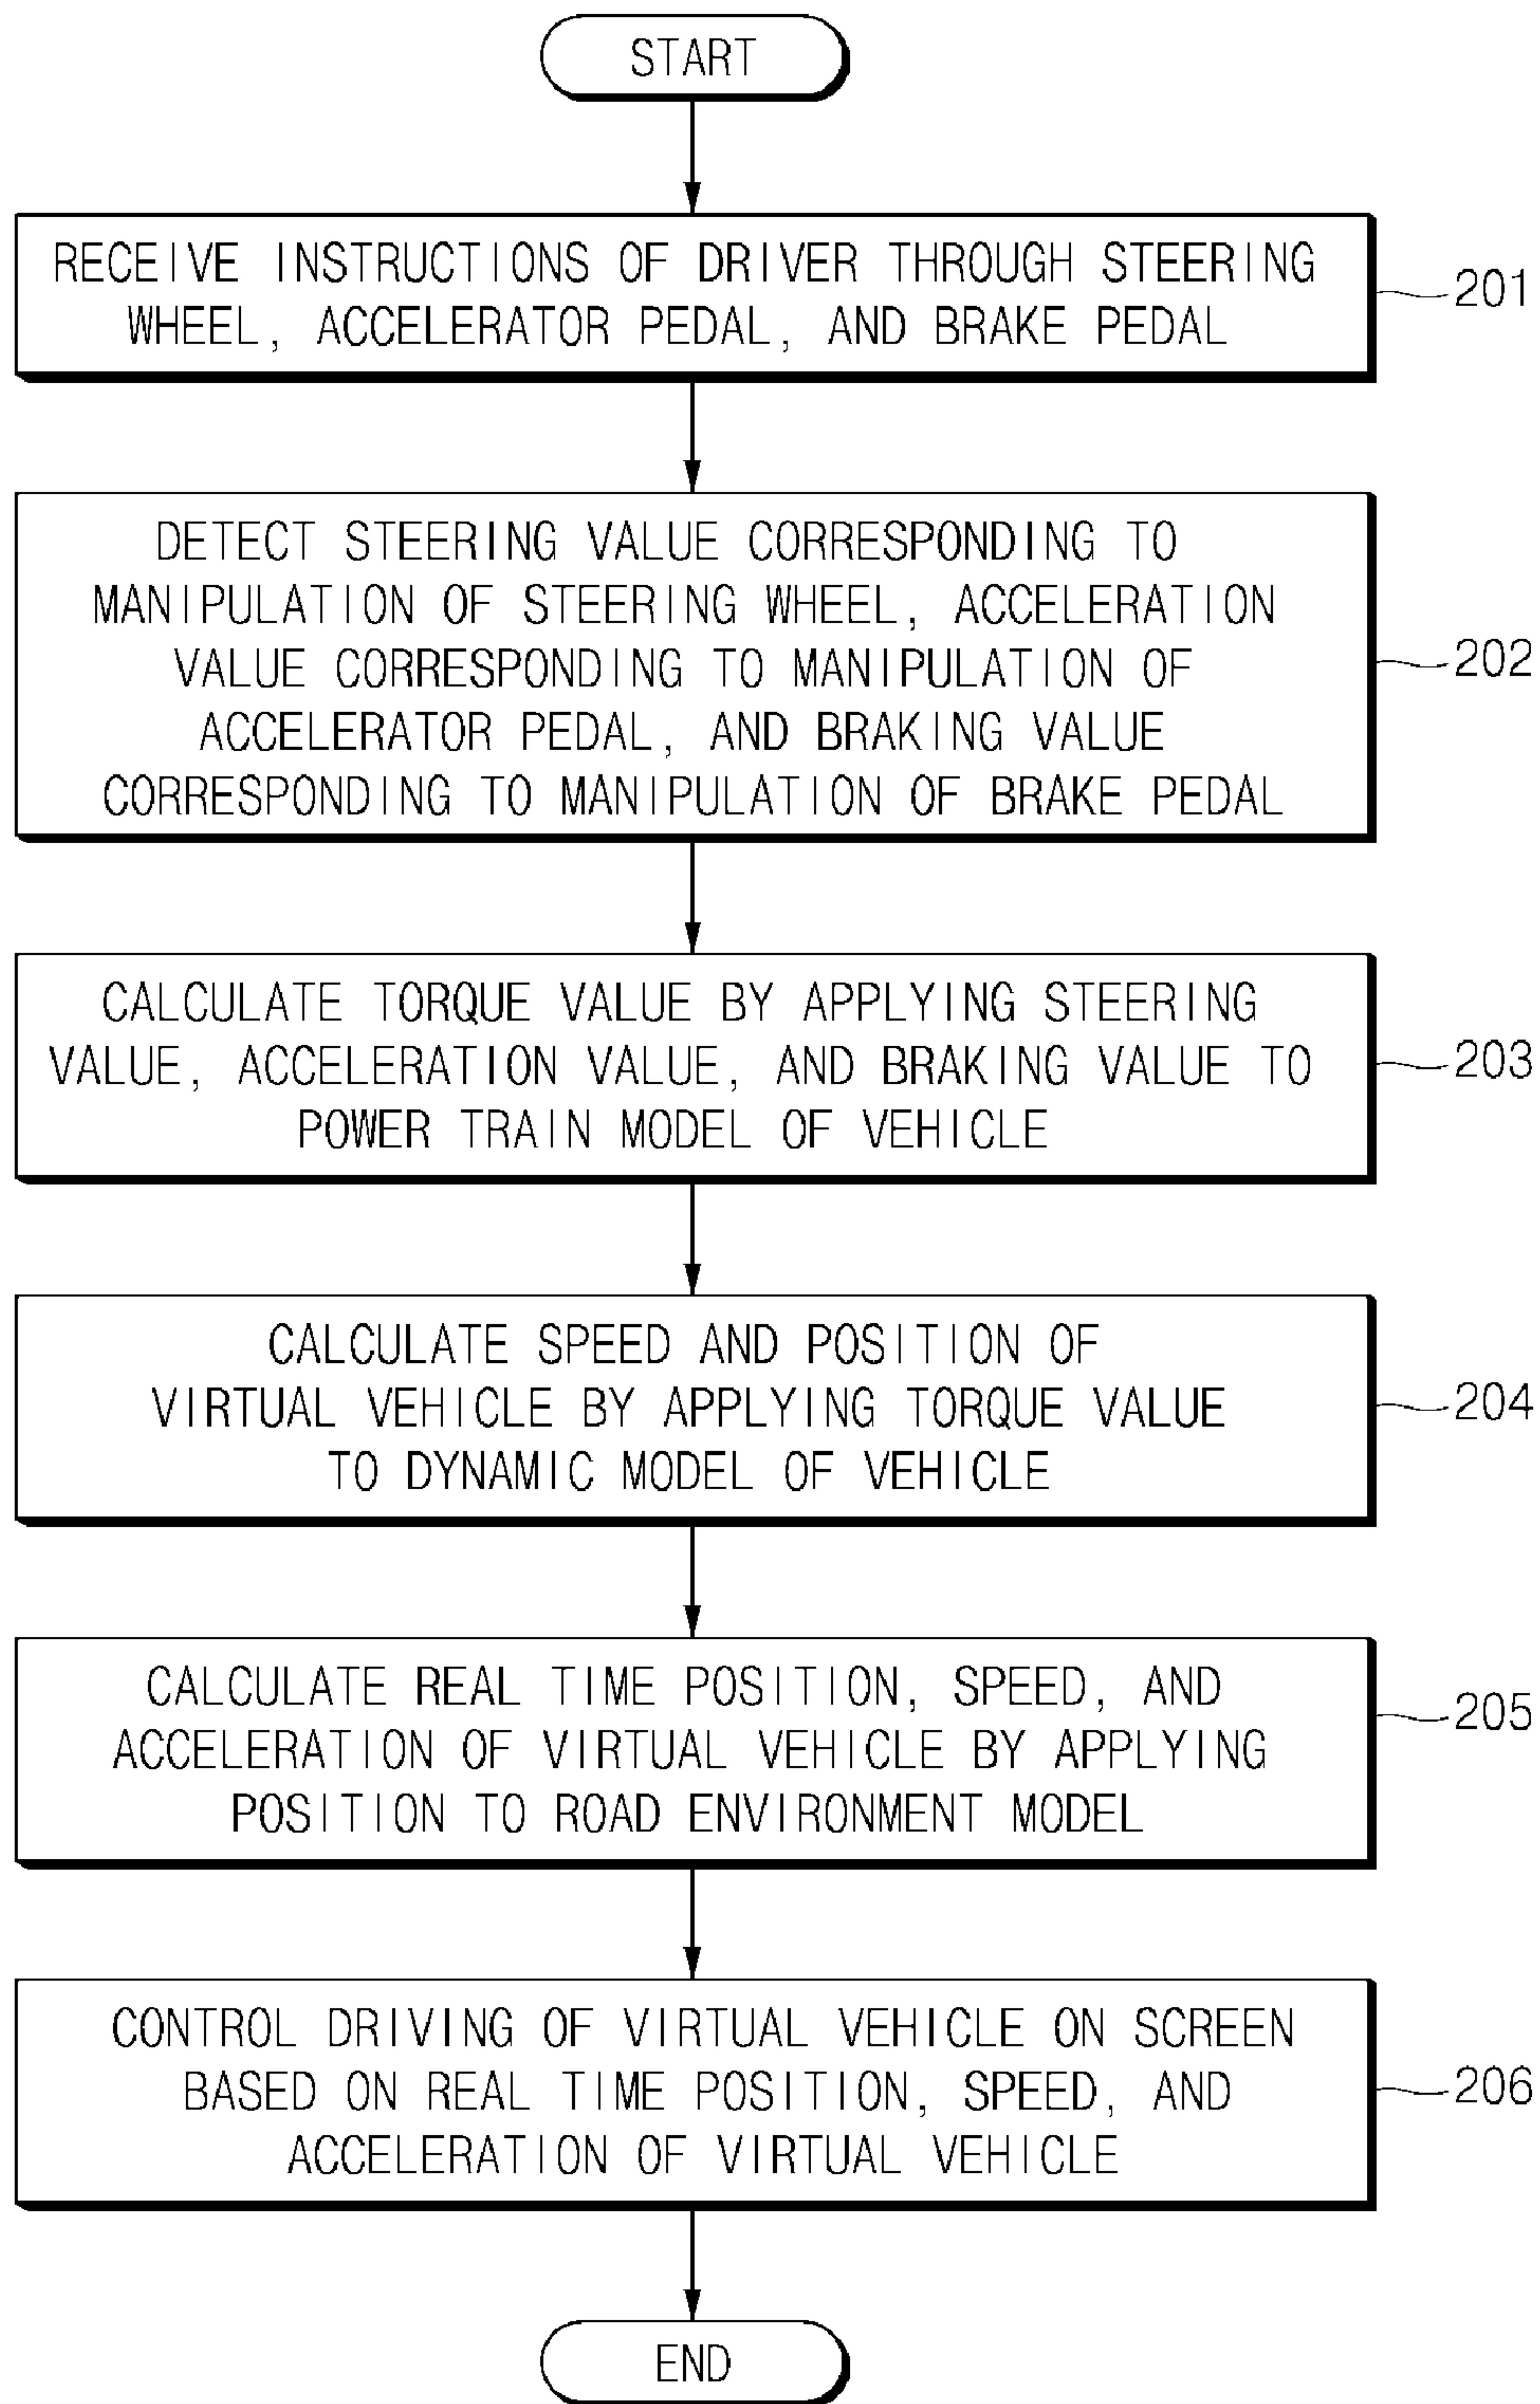 START
RECEIVE INSTRUCTIONS OF DRIVER THROUGH STEERING
WHEEL, ACCELERATOR PEDAL, AND BRAKE PEDAL
201
DETECT STEERING VALUE CORRESPONDING TO
MANIPULATION OF STEERING WHEEL, ACCELERATION
VALUE CORRESPONDING TO MANIPULATION OF
ACCELERATOR PEDAL, AND BRAKING VALUE
CORRESPONDING TO MANIPULATION OF BRAKE PEDAL
202
CALCULATE TORQUE VALUE BY APPLYING STEERING
VALUE, ACCELERATION VALUE, AND BRAKING VALUE TO
POWER TRAIN MODEL OF VEHICLE
203
CALCULATE SPEED AND POSITION OF
VIRTUAL VEHICLE BY APPLYING TORQUE VALUE
TO DYNAMIC MODEL OF VEHICLE
204
CALCULATE REAL TIME POSITION, SPEED, AND
ACCELERATION OF VIRTUAL VEHICLE BY APPLYING
POSITION TO ROAD ENVIRONMENT MODEL
205
CONTROL DRIVING OF VIRTUAL VEHICLE ON SCREEN
BASED ON REAL TIME POSITION, SPEED, AND
ACCELERATION OF VIRTUAL VEHICLE
206
END